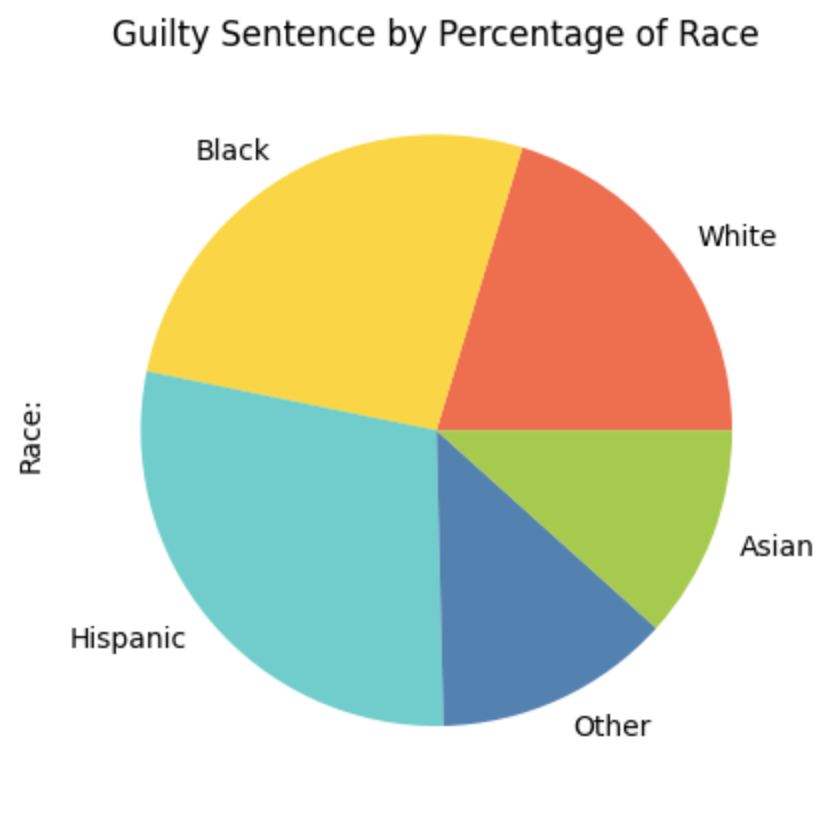 Guilty Sentence by Percentage of Race
Black
White
Race:
Asian
Hispanic
Other